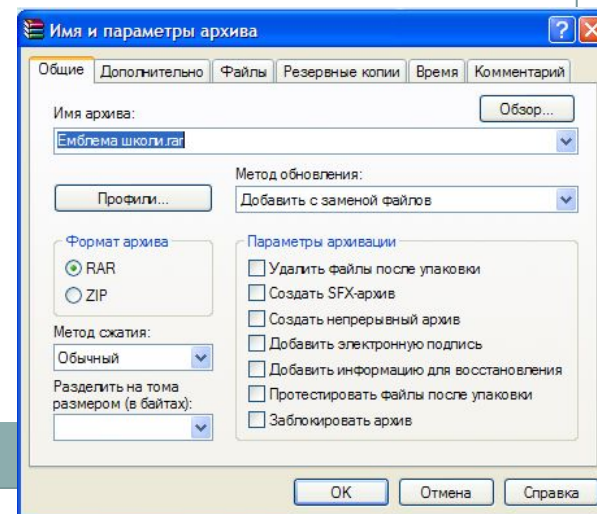 Имя и параметры архива
Общие Дополнительно Файлы Резервные копии Время Комментарий
Имя архива:
Обзор...
Емблема школи.rar
Метод обновления:
Профили...
Добавить с заменой файлов
Формат архива
RAR
ZIP
Метод сжатия:
Обычный
Разделить на тома
размером (в байтах):
Параметры архивации
Удалить файлы после упаковки
Создать SFX-архив
Создать непрерывный архив
Добавить электронную подпись
Добавить информацию для восстановления
Протестировать файлы после упаковки
Заблокировать архив
OK Отмена Справка